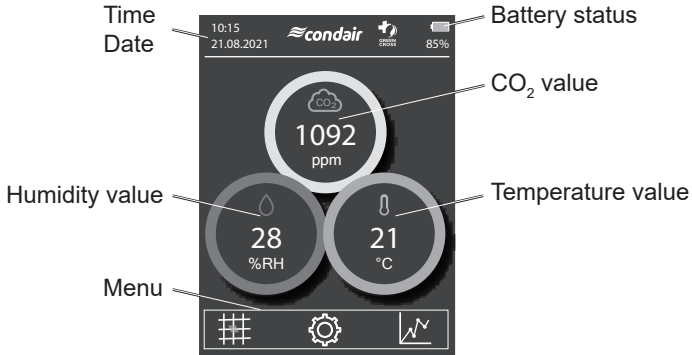 Time
Date
10:15
21.08.2021
condair
GREEN
CROSS
85%
Battery status
CO₂
1092
ppm
CO₂ value
Humidity value
28
%RH
21
°C
Temperature value
Menu